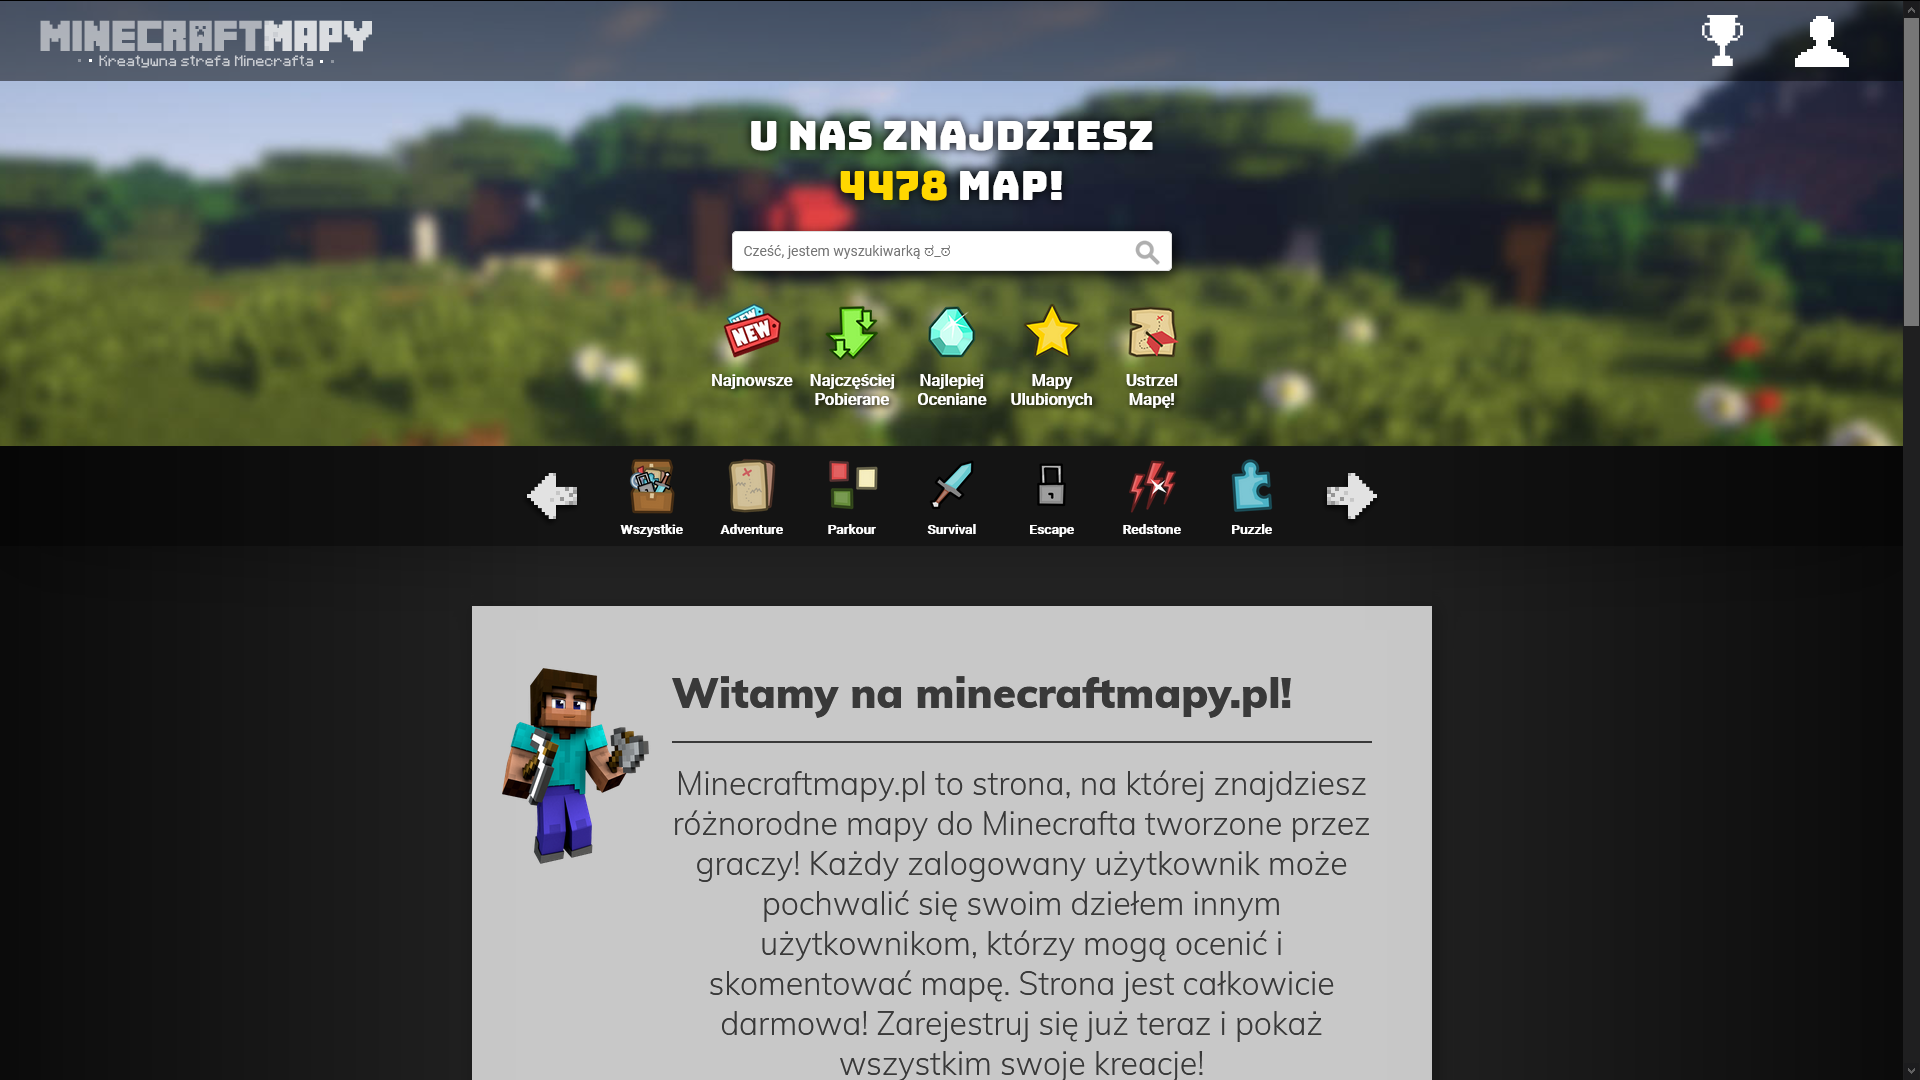 MINECRAFTMAPY
Kreatywna strefa Minecrafta
U NAS ZNAJDZIESZ
4478 MAP!
Cześć, jestem wyszukiwarką ಠ_ಠ
NEW
NEW
Najnowsze
Najczęściej
Pobierane
Najlepiej
Oceniane
Mapy
Ulubionych
Ustrzel
Mapę!
Wszystkie
Adventure
Parkour
Survival
Escape
Redstone
Puzzle
Witamy na minecraftmapy.pl!
Minecraftmapy.pl to strona, na której znajdziesz
różnorodne mapy do Minecrafta tworzone przez
graczy! Każdy zalogowany użytkownik może
pochwalić się swoim dziełem innym
użytkownikom, którzy mogą ocenić i
skomentować mapę. Strona jest całkowicie
darmowa! Zarejestruj się już teraz i pokaż
wszystkim swoje kreacje!